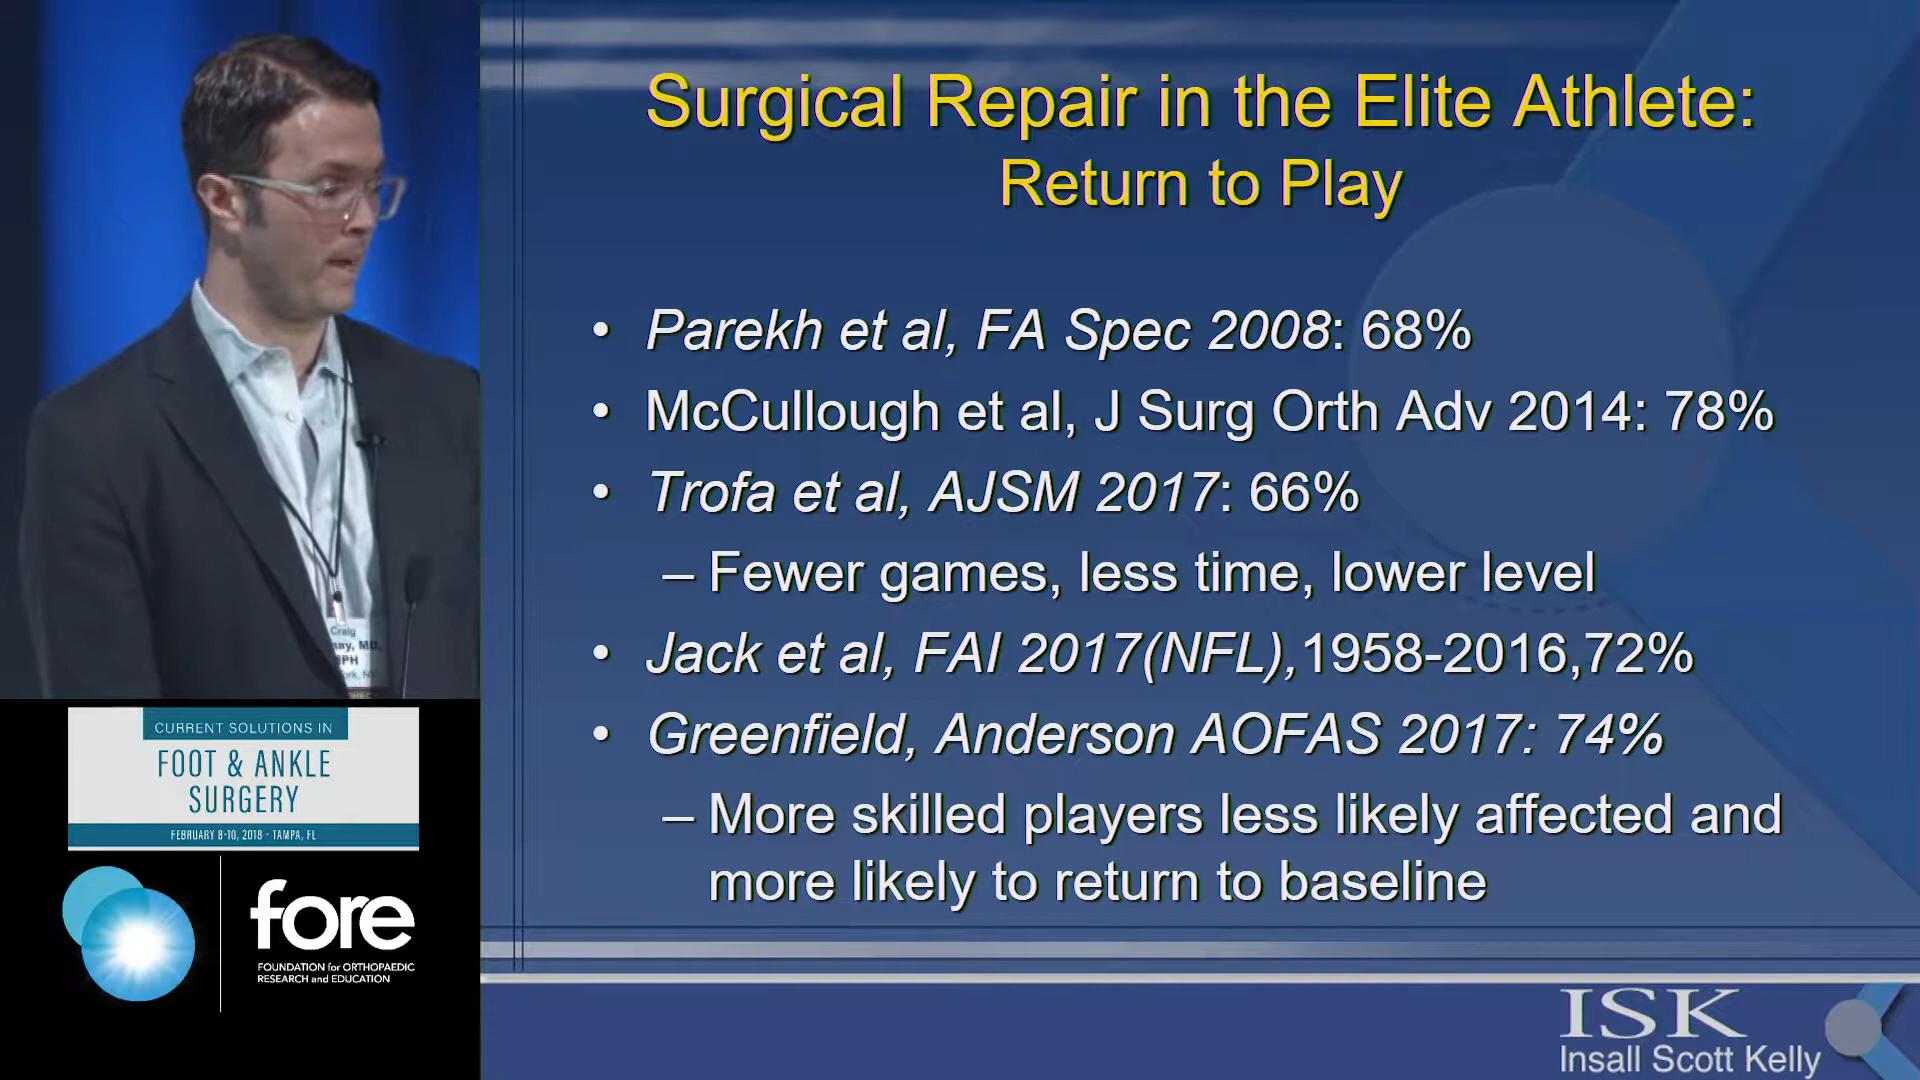 Surgical Repair in the Elite Athlete:
Return to Play
• Parekh et al, FA Spec 2008: 68%
• McCullough et al, J Surg Orth Adv 2014: 78%
• Trofa et al, AJSM 2017: 66%
– Fewer games, less time, lower level
• Jack et al, FAI 2017(NFL),1958-2016,72%
• Greenfield, Anderson AOFAS 2017: 74%
– More skilled players less likely affected and
more likely to return to baseline
ISK
Insall Scott Kelly
Craig
MD,
CURRENT SOLUTIONS IN
FOOT & ANKLE
SURGERY
FEBRUARY 8-10, 2018 - TAMPA, FL
fore
FOUNDATION for ORTHOPAEDIC
RESEARCH and EDUCATION